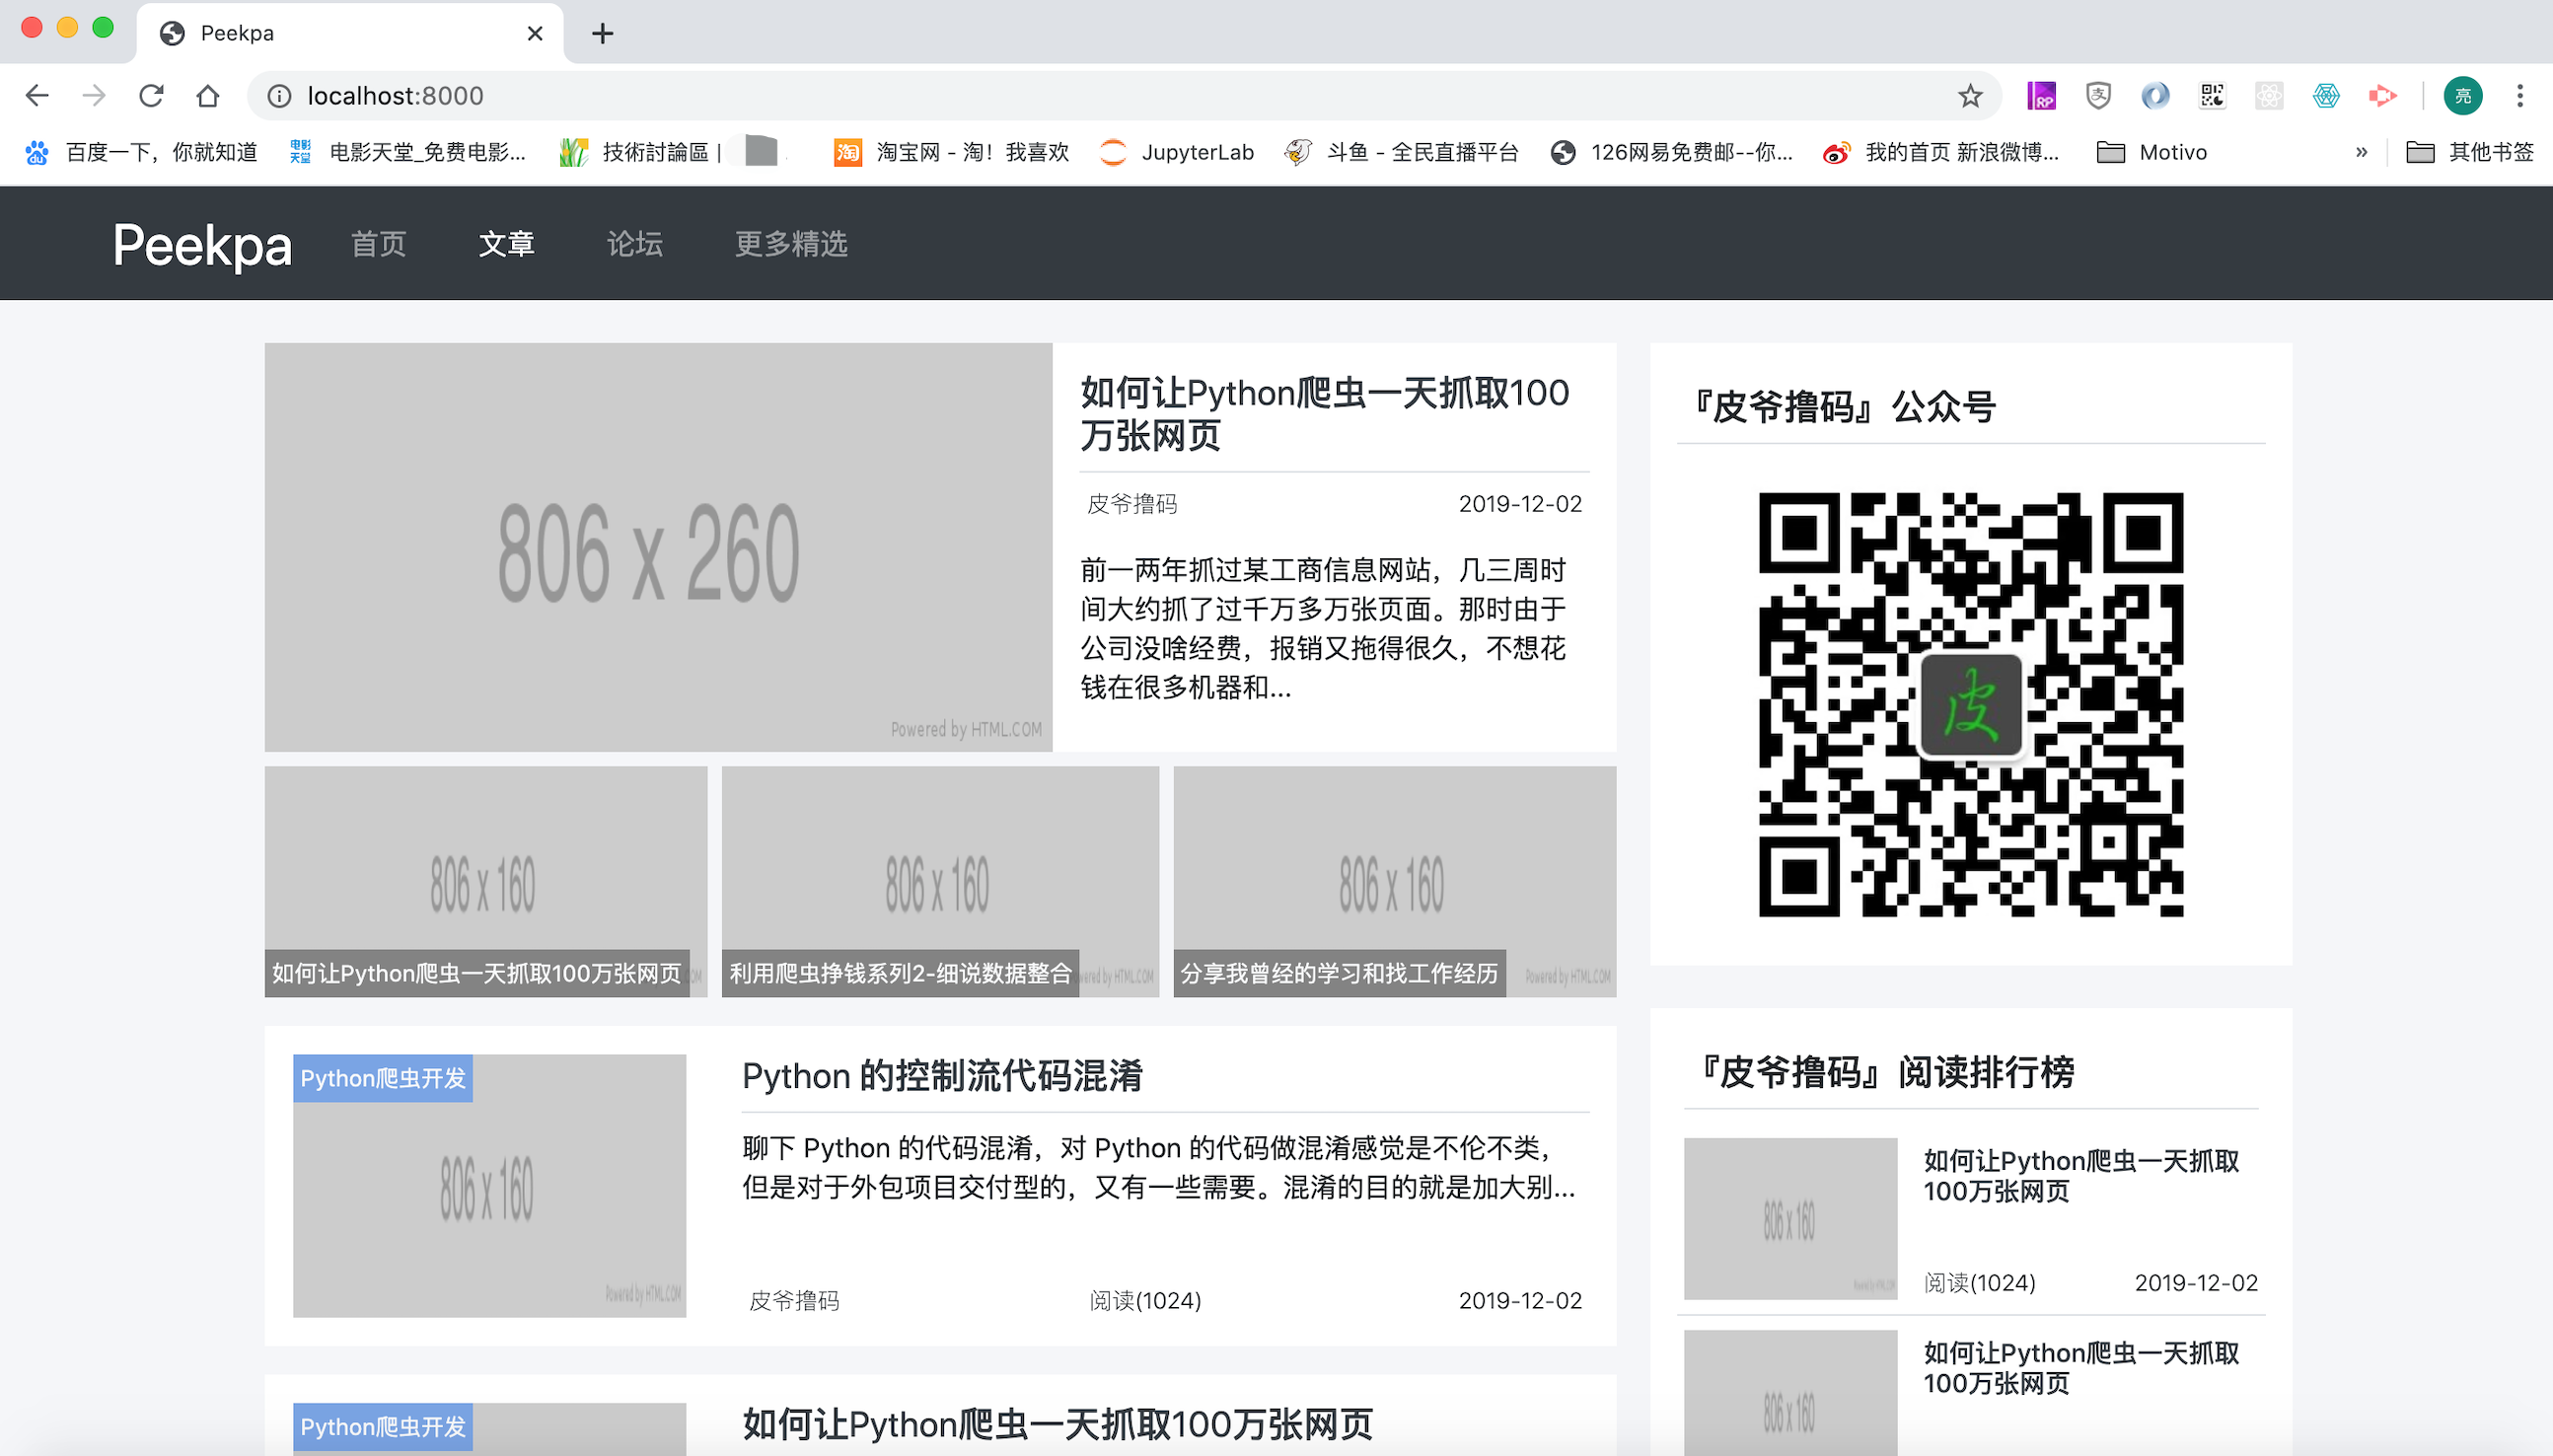 Peekpa
localhost:8000
亮
百度一下，你就知道
电影天堂_免费电影...
技術討論區 |
淘宝网 - 淘！我喜欢
JupyterLab
斗鱼 - 全民直播平台
126网易免费邮--你...
我的首页 新浪微博...
Motivo
»
其他书签
Peekpa
首页
文章
论坛
更多精选
806 x 260
Powered by HTML.COM
如何让Python爬虫一天抓取100
万张网页
皮爷撸码
2019-12-02
前一两年抓过某工商信息网站，几三周时
间大约抓了过千万多万张页面。那时由于
公司没啥经费，报销又拖得很久，不想花
钱在很多机器和...
806 x 160
如何让Python爬虫一天抓取100万张网页
806 x 160
利用爬虫挣钱系列2-细说数据整合
806 x 160
分享我曾经的学习和找工作经历
Powered by HTML.COM
Python爬虫开发
806 x 160
Powered by HTML.COM
Python 的控制流代码混淆
聊下 Python 的代码混淆，对 Python 的代码做混淆感觉是不伦不类，
但是对于外包项目交付型的，又有一些需要。混淆的目的就是加大别...
皮爷撸码
阅读(1024)
2019-12-02
Python爬虫开发
如何让Python爬虫一天抓取100万张网页
『皮爷撸码』公众号
皮
『皮爷撸码』阅读排行榜
806 x 160
如何让Python爬虫一天抓取
100万张网页
阅读(1024)
2019-12-02
806 x 160
如何让Python爬虫一天抓取
100万张网页